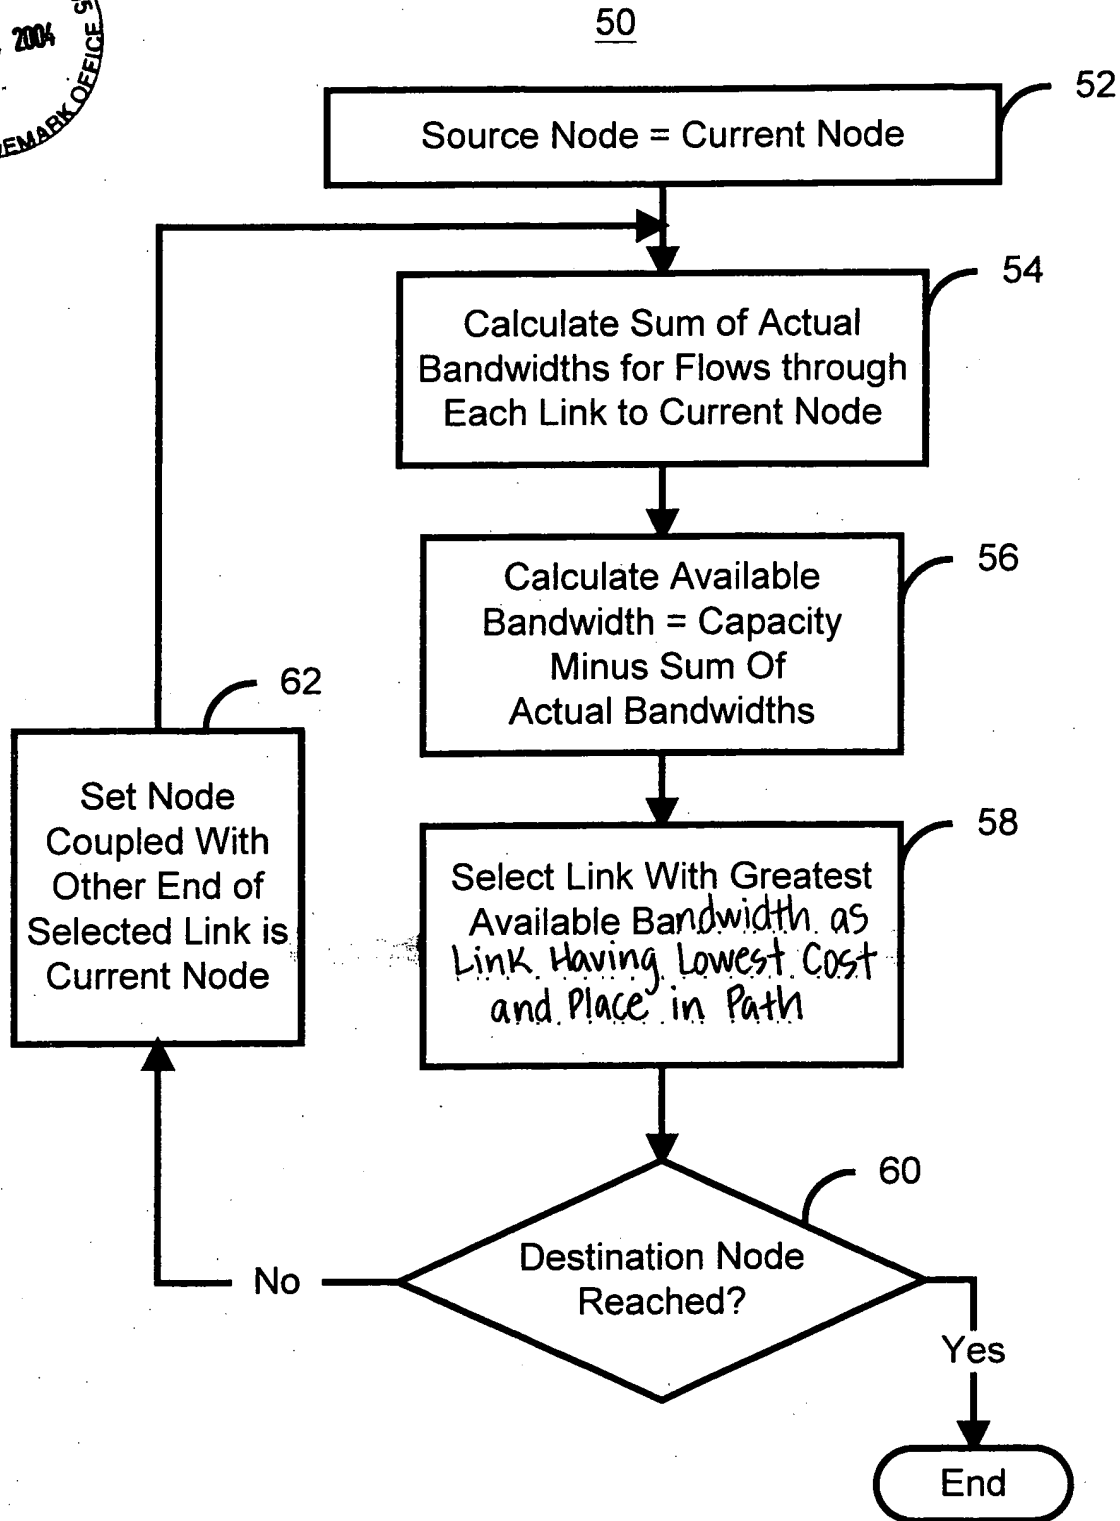 2004
EMARK OFFICE
50
52
Source Node = Current Node
54
Calculate Sum of Actual
Bandwidths for Flows through
Each Link to Current Node
56
Calculate Available
Bandwidth = Capacity
Minus Sum Of
Actual Bandwidths
62
Set Node
Coupled With
Other End of
Selected Link is
Current Node
58
Select Link With Greatest
Available Bandwidth as
Link Having Lowest Cost
and Place in Path
60
Destination Node
Reached?
No
Yes
End